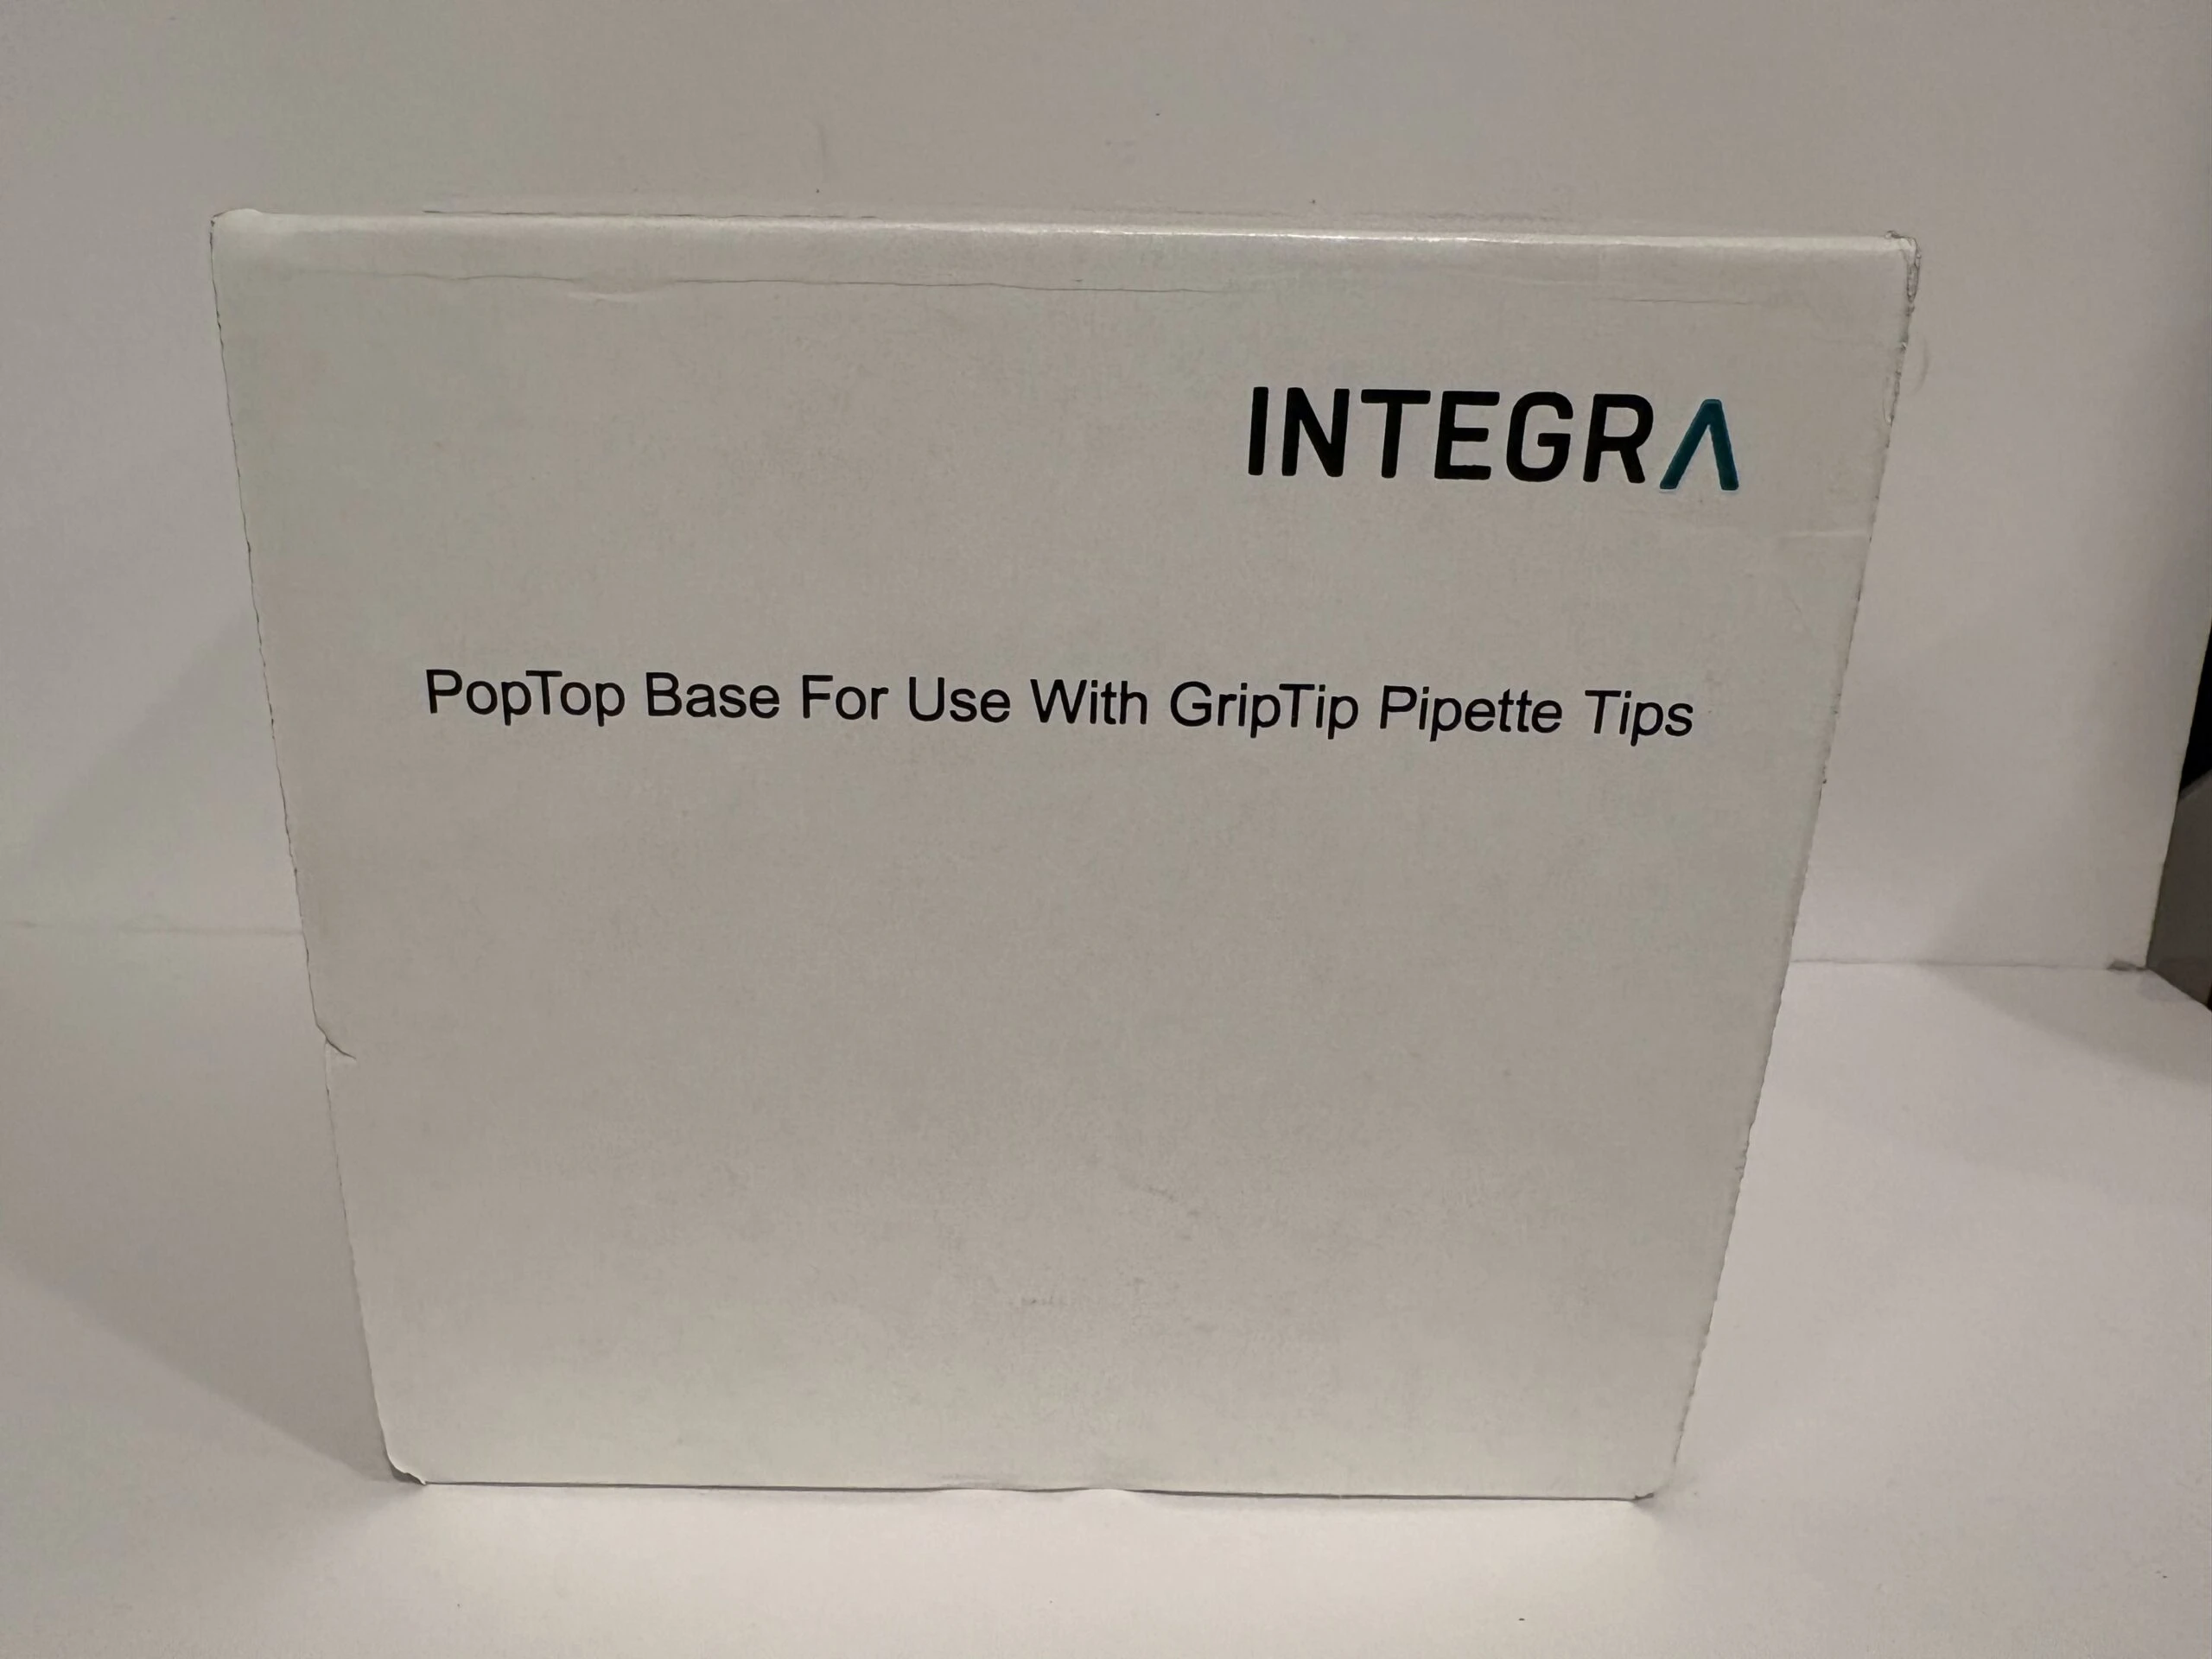 INTEGRA
PopTop Base For Use With GripTip Pipette Tips